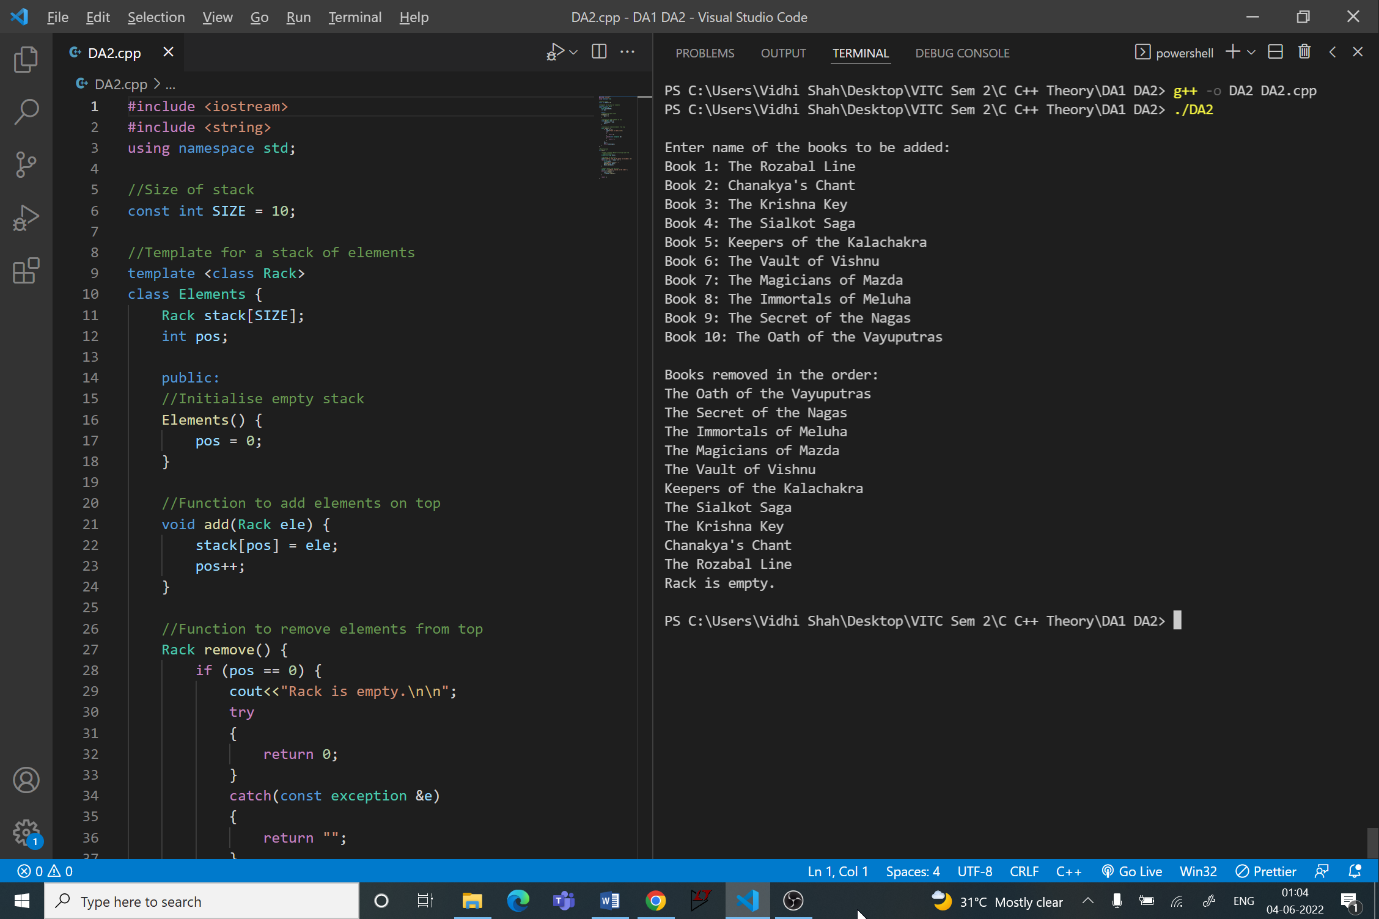 File Edit Selection View Go Run Terminal Help
DA2.cpp - DA1 DA2 - Visual Studio Code
DA2.cpp
DA2.cpp > ...
1 #include <iostream>
2 #include <string>
3 using namespace std;
4
5 //Size of stack
6 const int SIZE = 10;
7
8 //Template for a stack of elements
9 template <class Rack>
10 class Elements {
11 Rack stack[SIZE];
12 int pos;
13
14 public:
15 //Initialise empty stack
16 Elements() {
17 pos = 0;
18 }
19
20 //Function to add elements on top
21 void add(Rack ele) {
22 stack[pos] = ele;
23 pos++;
24 }
25
26 //Function to remove elements from top
27 Rack remove() {
28 if (pos == 0) {
29 cout<<"Rack is empty.\n\n";
30 try
31 {
32 return 0;
33 }
34 catch(const exception &e)
35 {
36 return "";
37 }
PROBLEMS OUTPUT TERMINAL DEBUG CONSOLE
powershell
PS C:\Users\Vidhi Shah\Desktop\VITC Sem 2\C C++ Theory\DA1 DA2> g++ -o DA2 DA2.cpp
PS C:\Users\Vidhi Shah\Desktop\VITC Sem 2\C C++ Theory\DA1 DA2> ./DA2
Enter name of the books to be added:
Book 1: The Rozabal Line
Book 2: Chanakya's Chant
Book 3: The Krishna Key
Book 4: The Sialkot Saga
Book 5: Keepers of the Kalachakra
Book 6: The Vault of Vishnu
Book 7: The Magicians of Mazda
Book 8: The Immortals of Meluha
Book 9: The Secret of the Nagas
Book 10: The Oath of the Vayuputras
Books removed in the order:
The Oath of the Vayuputras
The Secret of the Nagas
The Immortals of Meluha
The Magicians of Mazda
The Vault of Vishnu
Keepers of the Kalachakra
The Sialkot Saga
The Krishna Key
Chanakya's Chant
The Rozabal Line
Rack is empty.
PS C:\Users\Vidhi Shah\Desktop\VITC Sem 2\C C++ Theory\DA1 DA2>
1
0 0
Ln 1, Col 1 Spaces: 4 UTF-8 CRLF C++ Go Live Win32 Prettier
Type here to search
31°C Mostly clear
ENG
01:04
04-06-2022
1